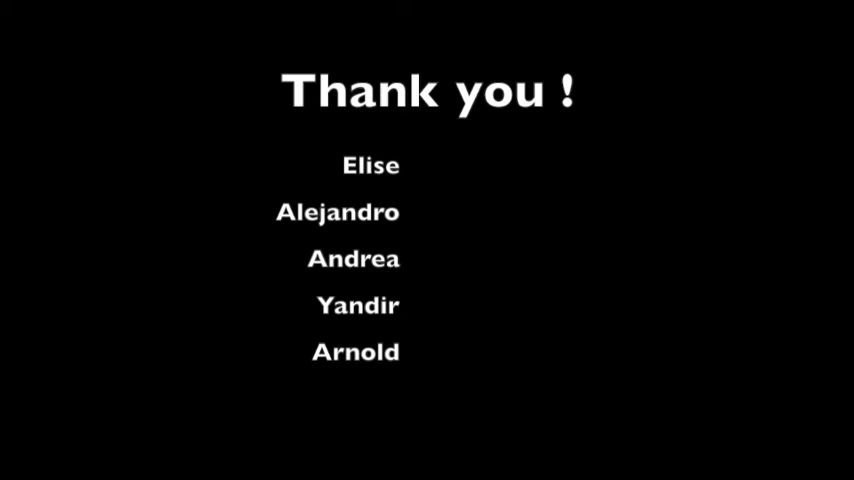 Thank you !
Elise
Alejandro
Andrea
Yandir
Arnold